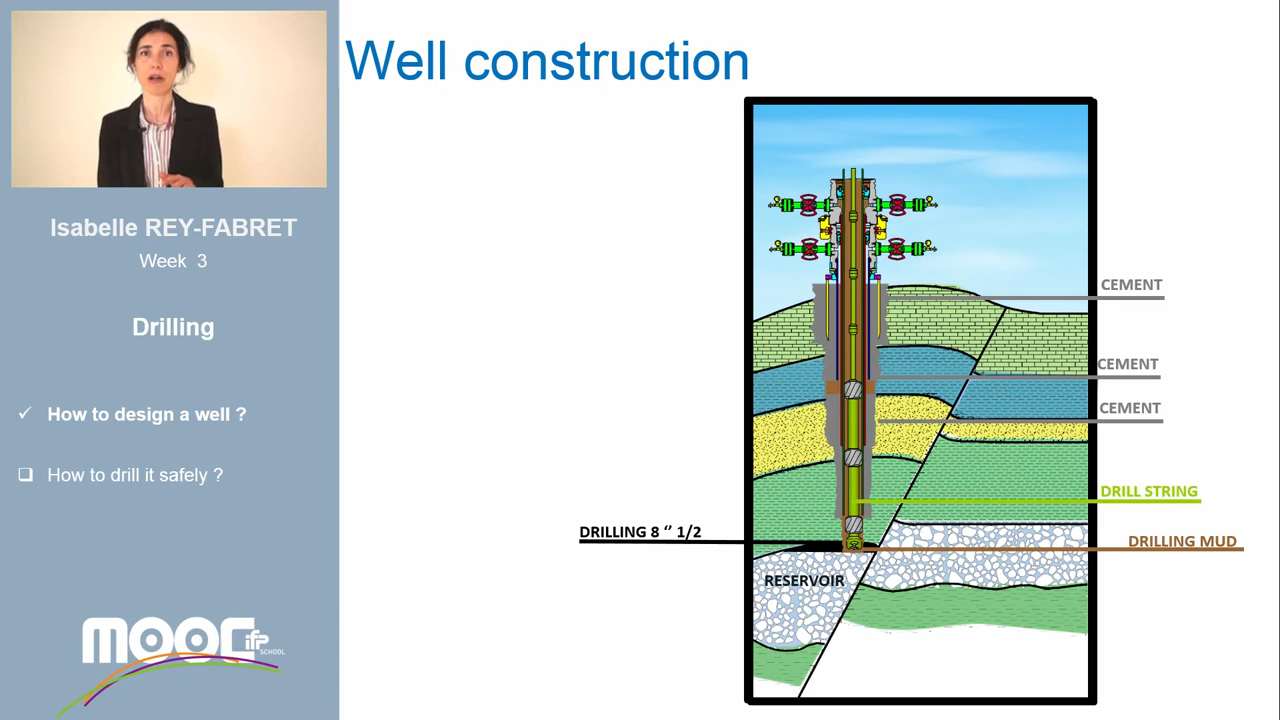 Well construction
Isabelle REY-FABRET
Week 3
Drilling
✓ How to design a well ?
❑ How to drill it safely ?
MOOC ifp
SCHOOL
CEMENT
CEMENT
CEMENT
DRILL STRING
DRILLING 8 ‘’ 1/2
DRILLING MUD
RESERVOIR